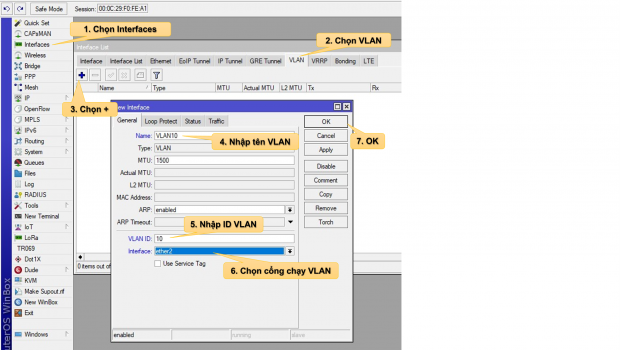 Safe Mode Session: 00:0C:29:F0:FE:A1
Quick Set
CAPsMAN
Interfaces
Wireless
Bridge
PPP
Mesh
IP
OpenFlow
MPLS
IPv6
Routing
System
Queues
Files
Log
RADIUS
Tools
New Terminal
IoT
LoRa
TR069
Dot1X
Dude
KVM
Make Supout.rif
New WinBox
Exit
Windows
1. Chọn Interfaces
2. Chọn VLAN
Interface List
Interface Interface List Ethernet EoIP Tunnel IP Tunnel GRE Tunnel VLAN VRRP Bonding LTE
Name Type MTU Actual MTU L2 MTU Tx Rx
3. Chọn +
New Interface
General Loop Protect Status Traffic
Name: VLAN10
4. Nhập tên VLAN
Type: VLAN
MTU: 1500
Actual MTU:
L2 MTU:
MAC Address:
ARP: enabled
ARP Timeout:
5. Nhập ID VLAN
VLAN ID: 10
Interface: ether2
6. Chọn cổng chạy VLAN
Use Service Tag
OK
7. OK
Cancel
Apply
Disable
Comment
Copy
Remove
Torch
0 items out of
enabled running slave
uterOS WinBox